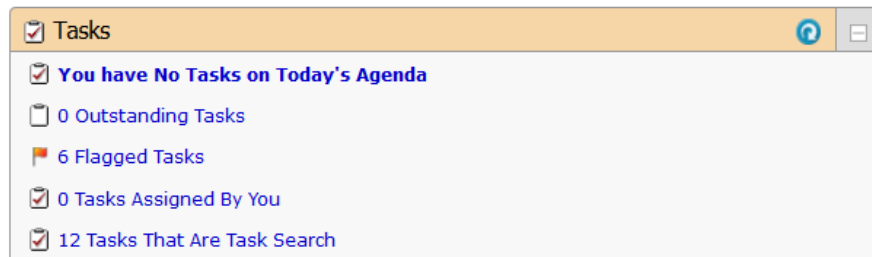 Tasks
You have No Tasks on Today's Agenda
0 Outstanding Tasks
6 Flagged Tasks
0 Tasks Assigned By You
12 Tasks That Are Task Search